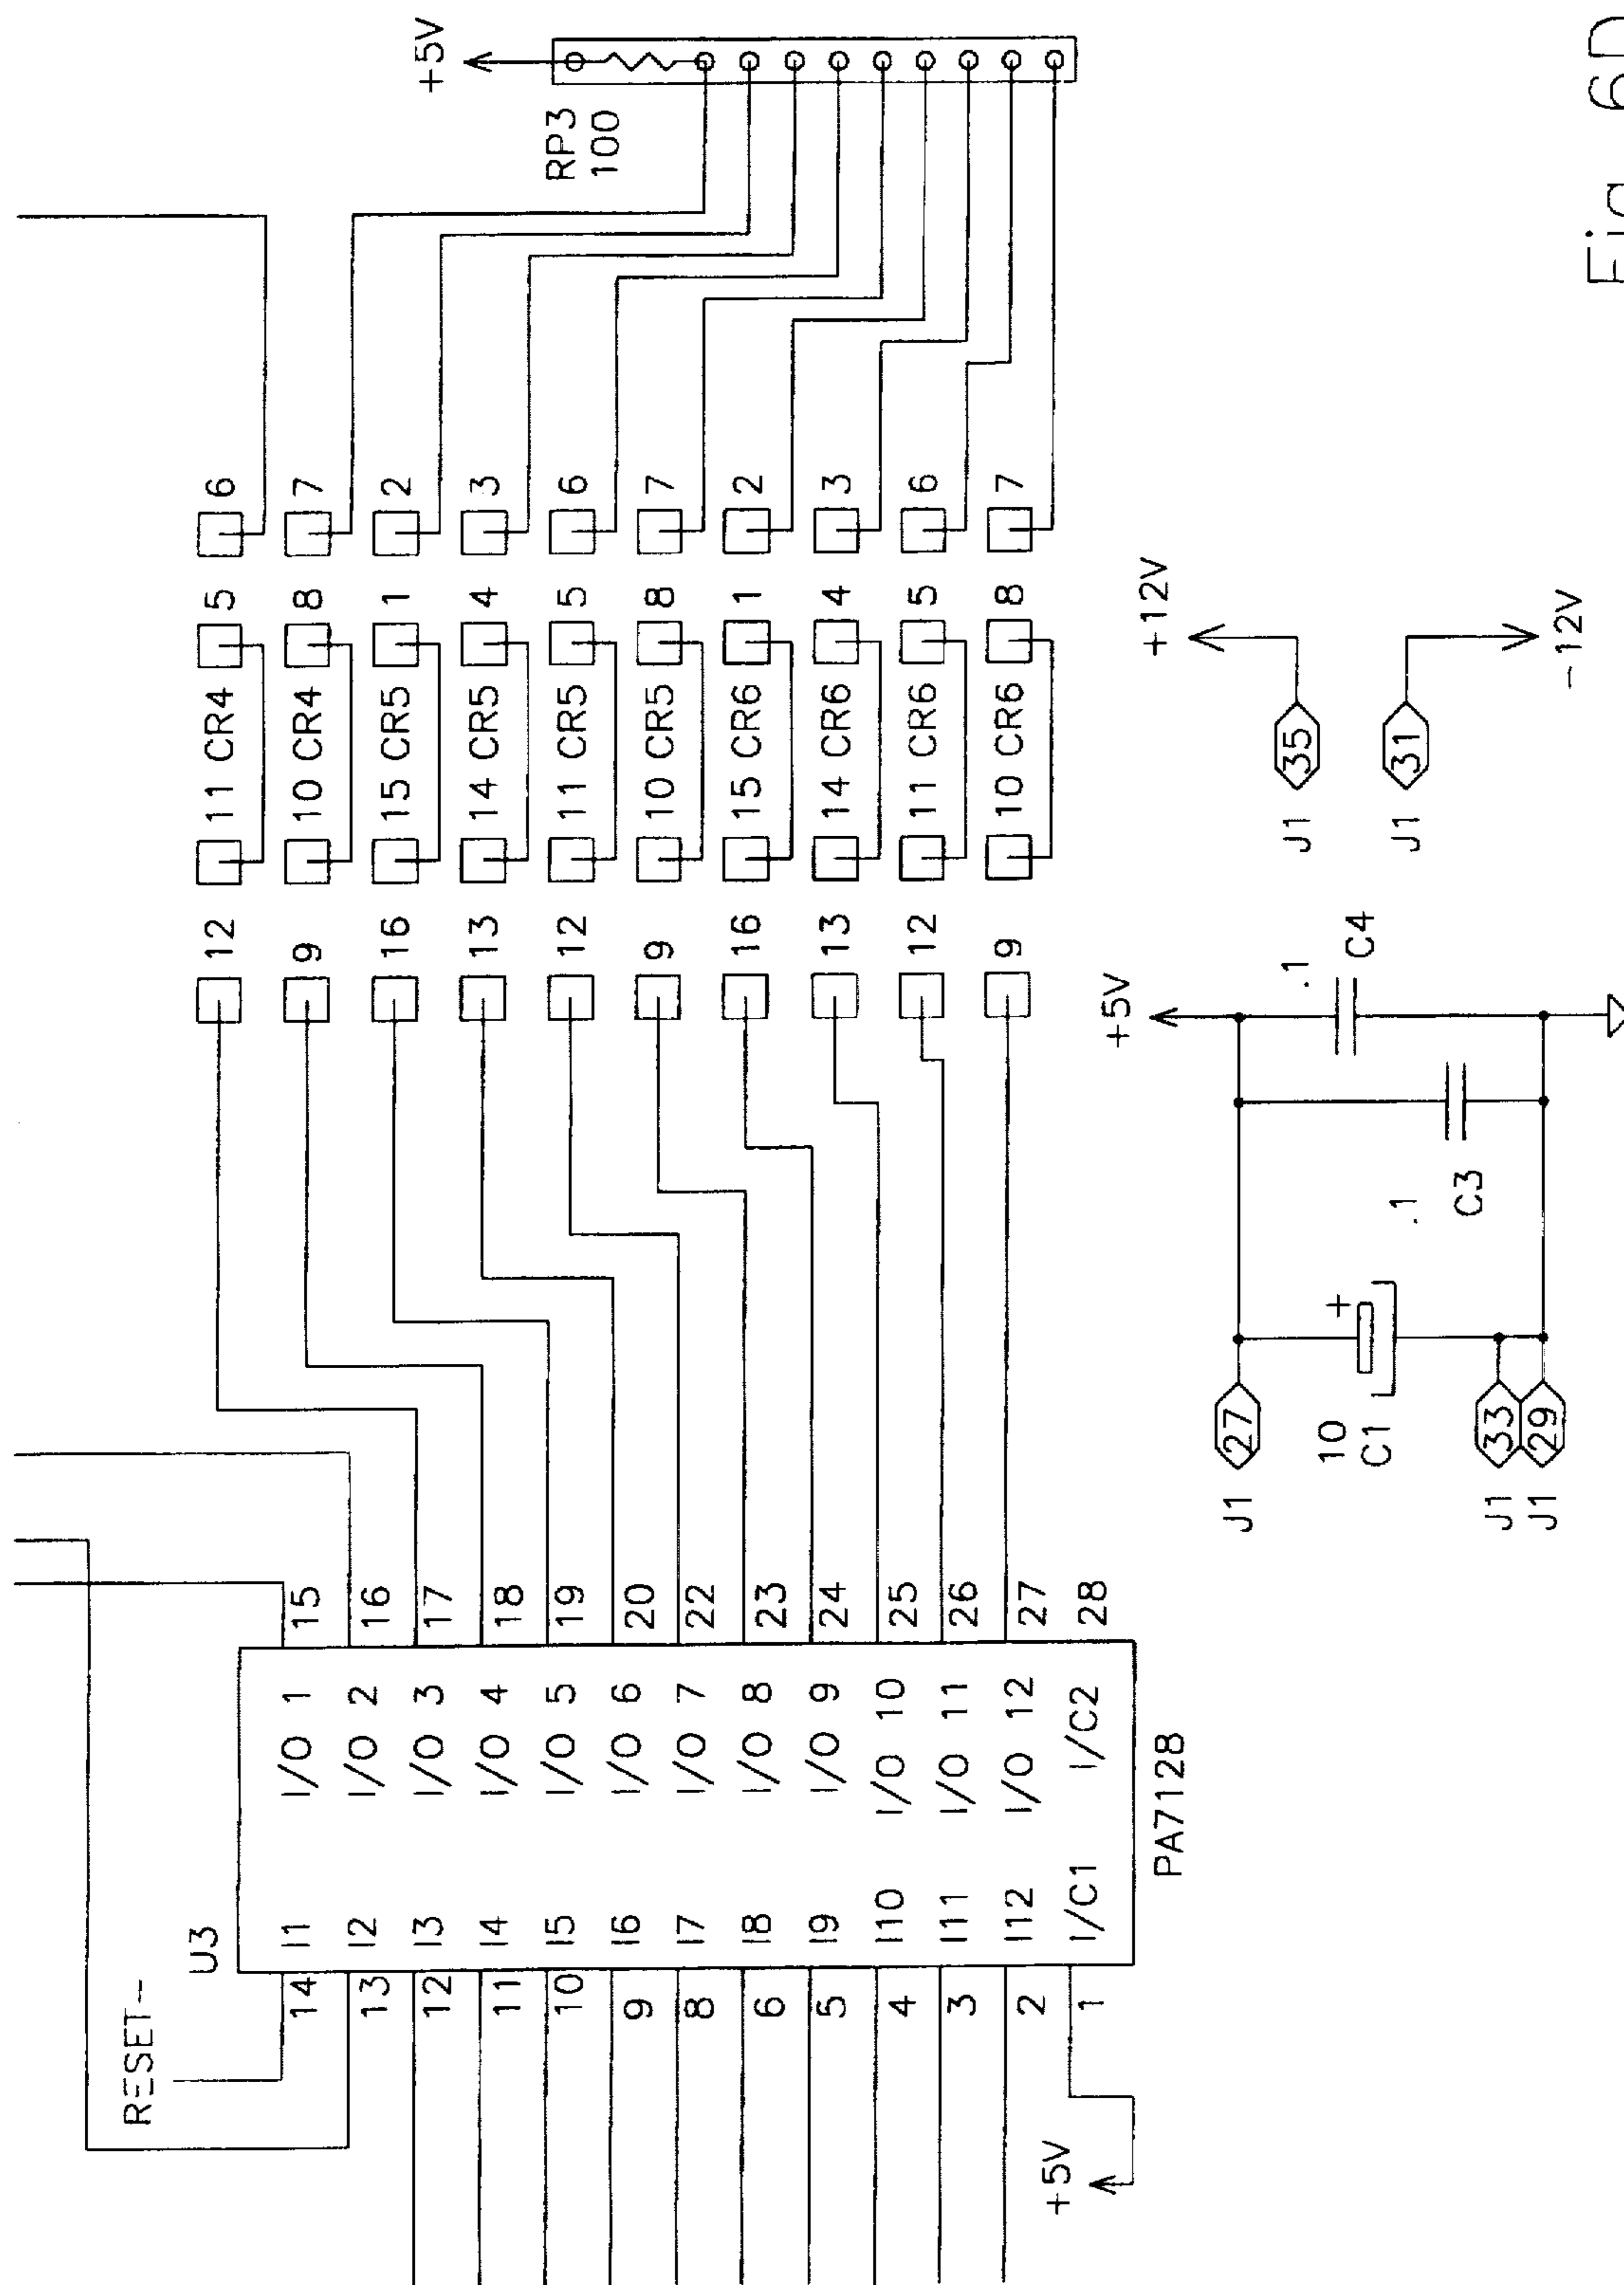 RESET~
U3
14 I1 I/O 1 15
13 I2 I/O 2 16
12 I3 I/O 3 17
11 I4 I/O 4 18
10 I5 I/O 5 19
9 I6 I/O 6 20
8 I7 I/O 7 22
6 I8 I/O 8 23
5 I9 I/O 9 24
4 I10 I/O 10 25
3 I11 I/O 11 26
2 I12 I/O 12 27
1 I/C1 I/C2 28
+5V
PA7128
12 11 CR4 5 6
9 10 CR4 8 7
16 15 CR5 1 2
13 14 CR5 4 3
12 11 CR5 5 6
9 10 CR5 8 7
16 15 CR6 1 2
13 14 CR6 4 3
12 11 CR6 5 6
9 10 CR6 8 7
+5V
RP3
100
+5V
J1 27
10
C1
+
.1
C3
.1
C4
J1 33
J1 29
+12V
J1 35
J1 31
-12V
Fig 6D